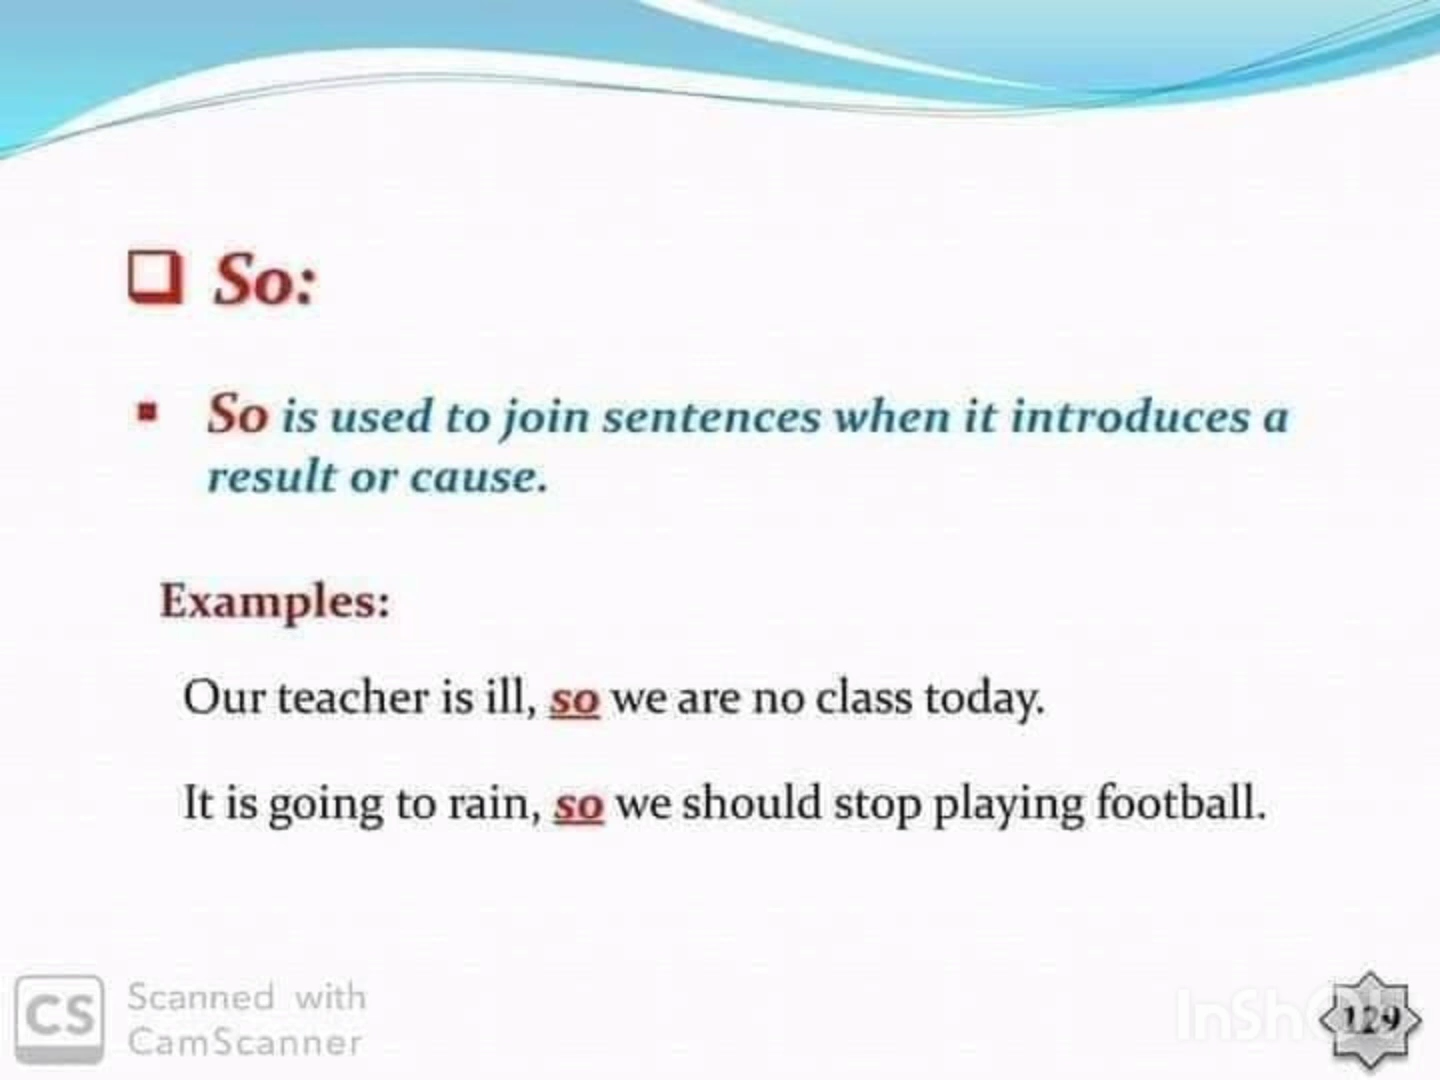 So:
So is used to join sentences when it introduces a
result or cause.
Examples:
Our teacher is ill, so we are no class today.
It is going to rain, so we should stop playing football.
CS
Scanned with
CamScanner
InShOt
129